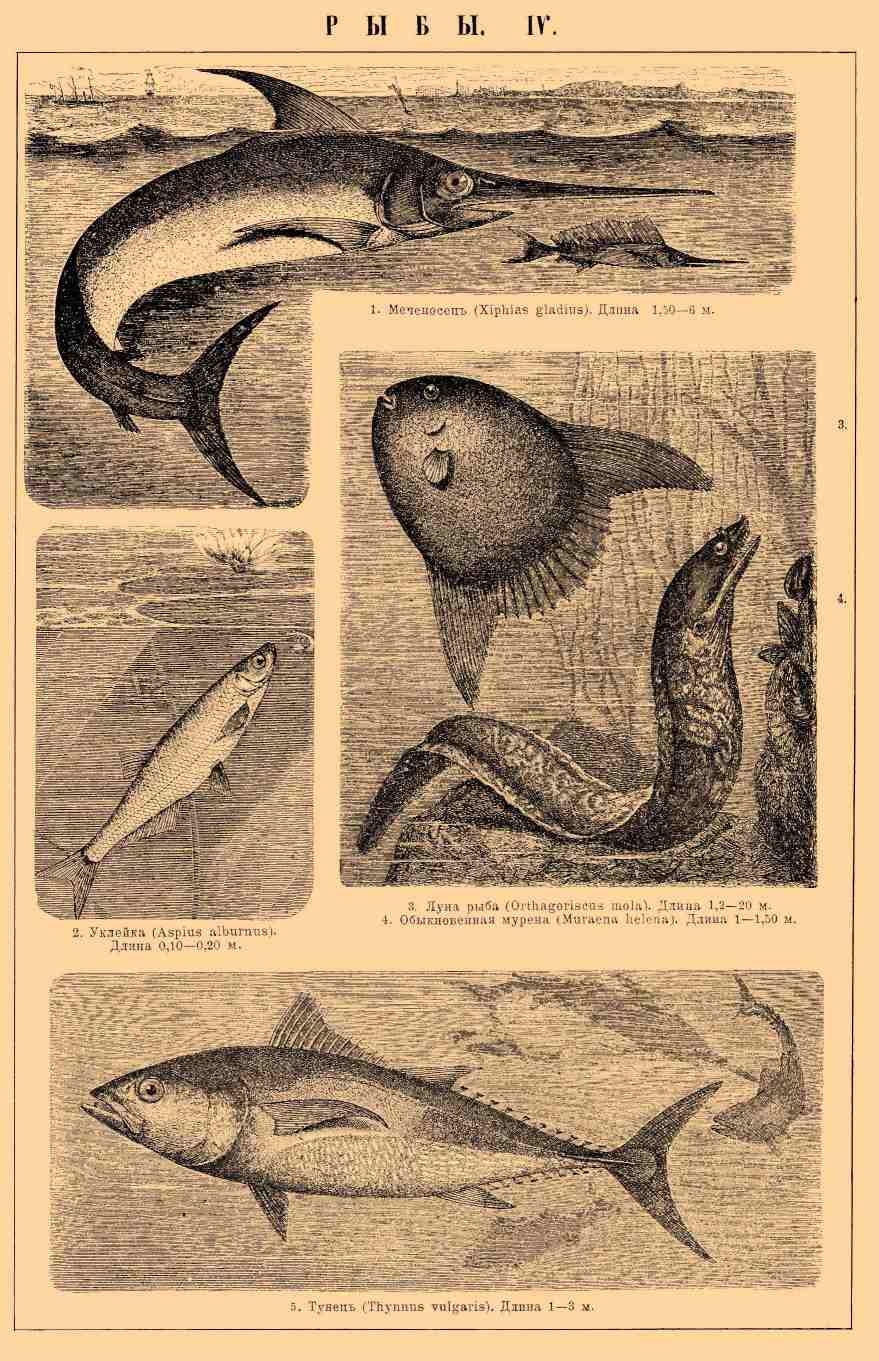 РЫБЫ. IV.
1. Меченосецъ (Xiphias gladius). Длина 1,50—6 м.
3.
4.
2. Уклейка (Aspius alburnus).
Длина 0,10—0,20 м.
3. Луна рыба (Orthagoriscus mola). Длина 1,2—20 м.
4. Обыкновенная мурена (Muraena helena). Длина 1—1,50 м.
5. Тунецъ (Thynnus vulgaris). Длина 1—3 м.